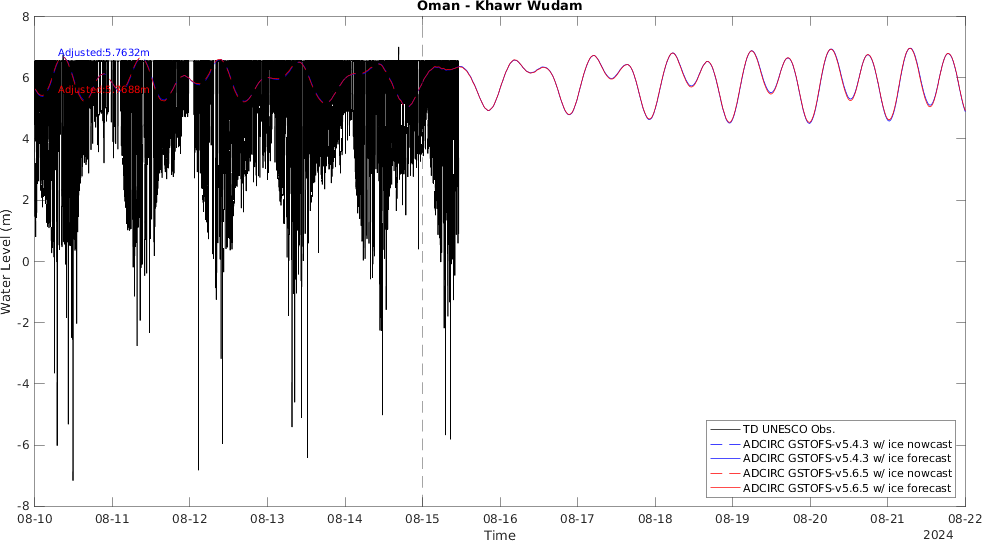 Oman - Khawr Wudam
8
6
4
2
0
-2
-4
-6
-8
Water Level (m)
Adjusted:5.7632m
TD UNESCO Obs.
ADCIRC GSTOFS-v5.4.3 w/ ice nowcast
ADCIRC GSTOFS-v5.4.3 w/ ice forecast
ADCIRC GSTOFS-v5.6.5 w/ ice nowcast
ADCIRC GSTOFS-v5.6.5 w/ ice forecast
08-10 08-11 08-12 08-13 08-14 08-15 08-16 08-17 08-18 08-19 08-20 08-21 08-22
Time
2024